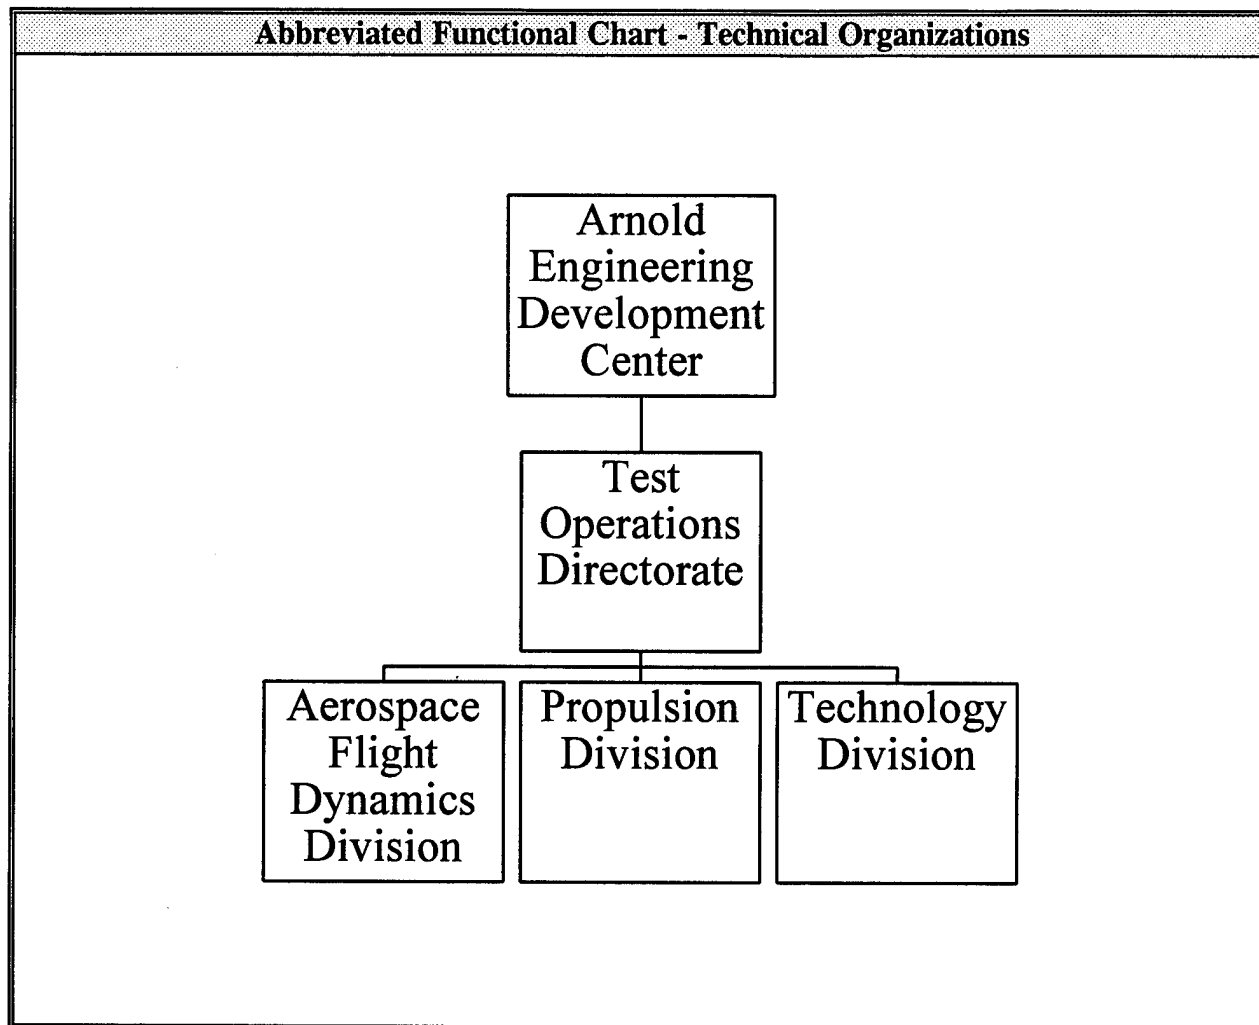 Abbreviated Functional Chart - Technical Organizations
Arnold
Engineering
Development
Center
Test
Operations
Directorate
Aerospace
Flight
Dynamics
Division
Propulsion
Division
Technology
Division